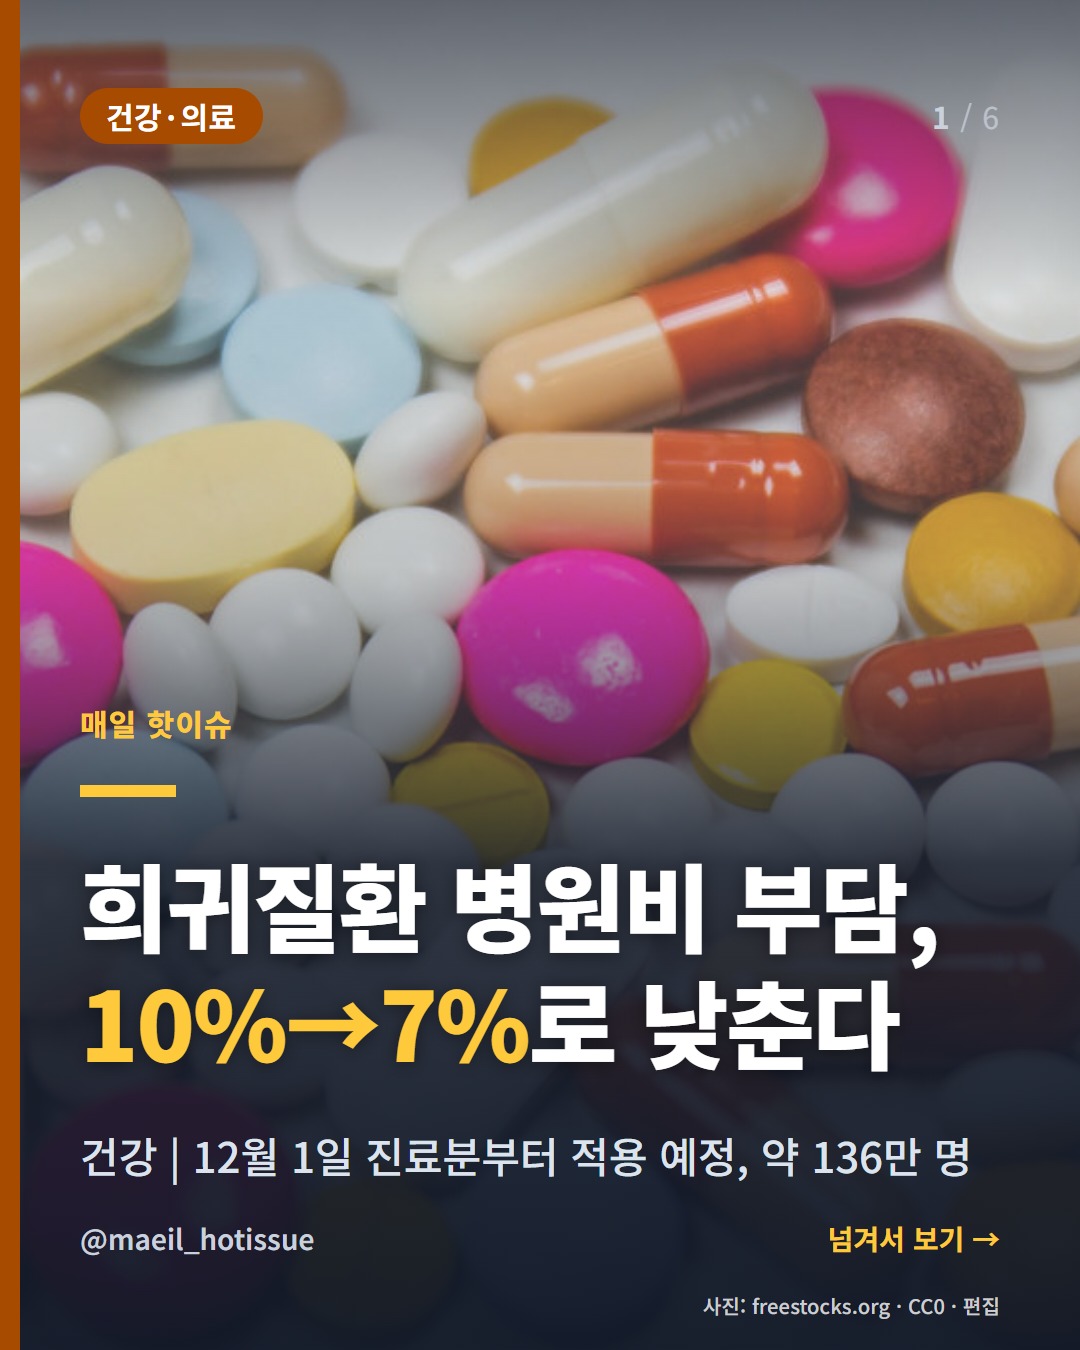 건강·의료
1 / 6
매일 핫이슈
희귀질환 병원비 부담,
10%→7%로 낮춘다
건강 | 12월 1일 진료분부터 적용 예정, 약 136만 명
@maeil_hotissue
넘겨서 보기 →
사진: freestocks.org · CC0 · 편집